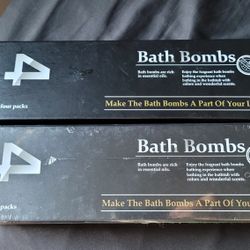 4
four packs
Bath Bombs
Bath bombs are rich
in essential oils.
Enjoy the fragrant bath bombs
bathing experience when
bathing in the bathtub with
colors and wonderful scents.
Make The Bath Bombs A Part Of Your
4
four packs
Bath Bombs
Bath bombs are rich
in essential oils.
Enjoy the fragrant bath bombs
bathing experience when
bathing in the bathtub with
colors and wonderful scents.
Make The Bath Bombs A Part Of Your